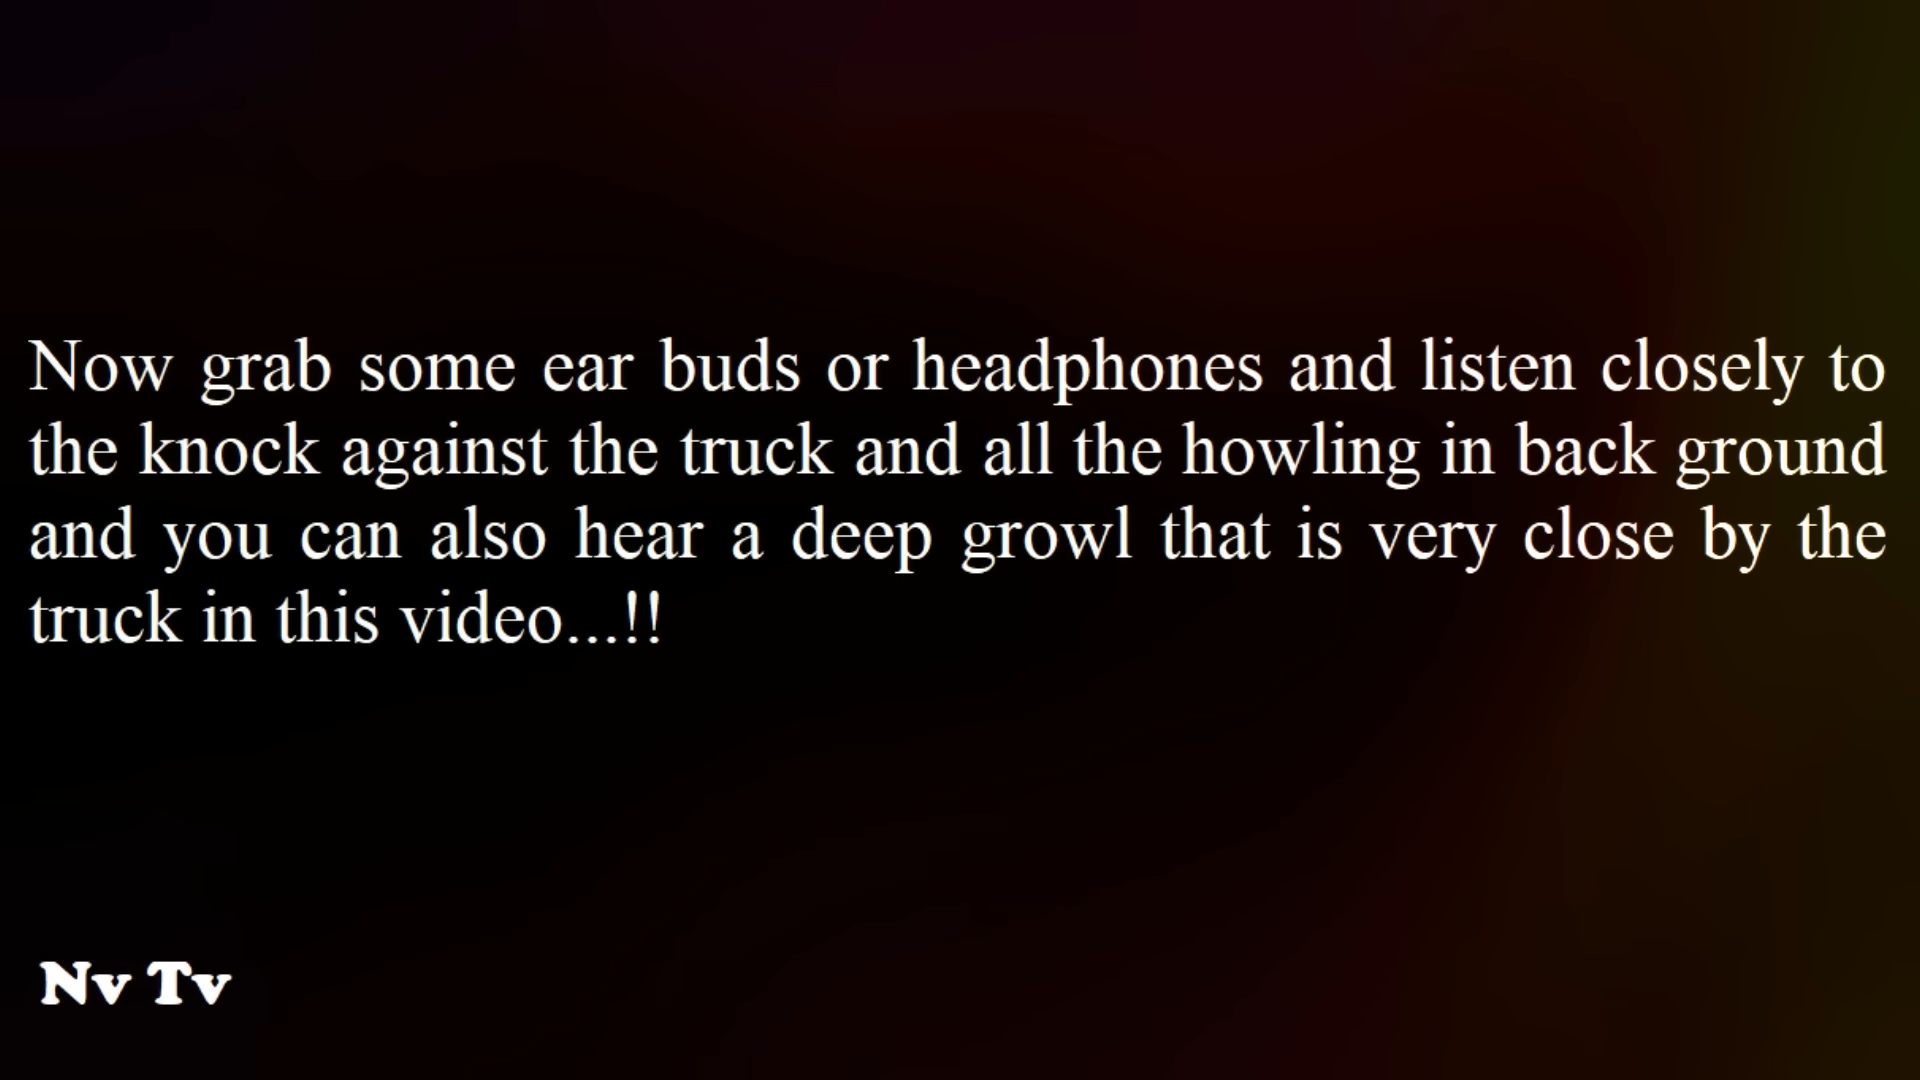 Now grab some ear buds or headphones and listen closely to
the knock against the truck and all the howling in back ground
and you can also hear a deep growl that is very close by the
truck in this video...!!
Nv Tv